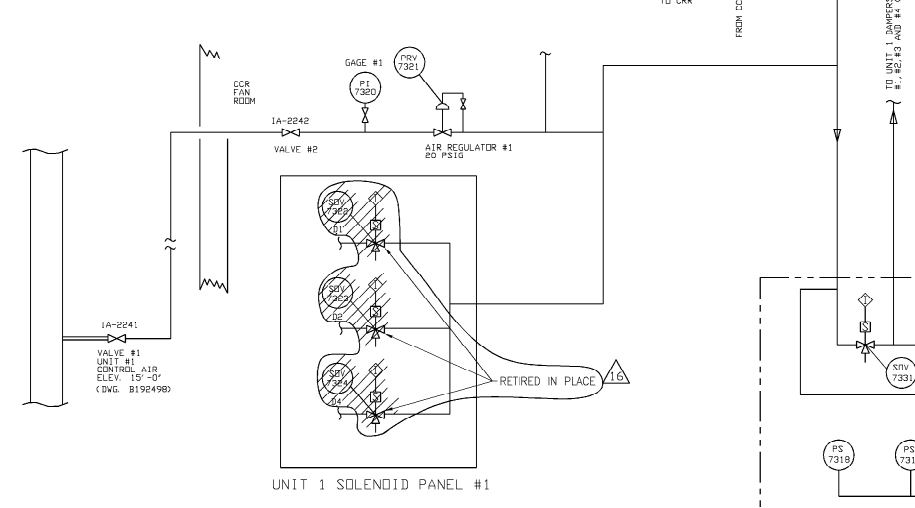 TO CRR
FROM CC
TO UNIT 1 DAMPERS
#1, #2, #3 AND #4
GAGE #1
PRV
7321
PI
7320
CCR
FAN
ROOM
IA-2242
VALVE #2
AIR REGULATOR #1
20 PSIG
SOV
7322
I
S
D1
SOV
7323
I
S
D2
SOV
7324
I
S
D4
IA-2241
VALVE #1
UNIT #1
CONTROL AIR
ELEV. 15'-0"
(DWG. B192498)
RETIRED IN PLACE
16
I
S
SOV
7331
PS
7318
PS
731
UNIT 1 SOLENOID PANEL #1